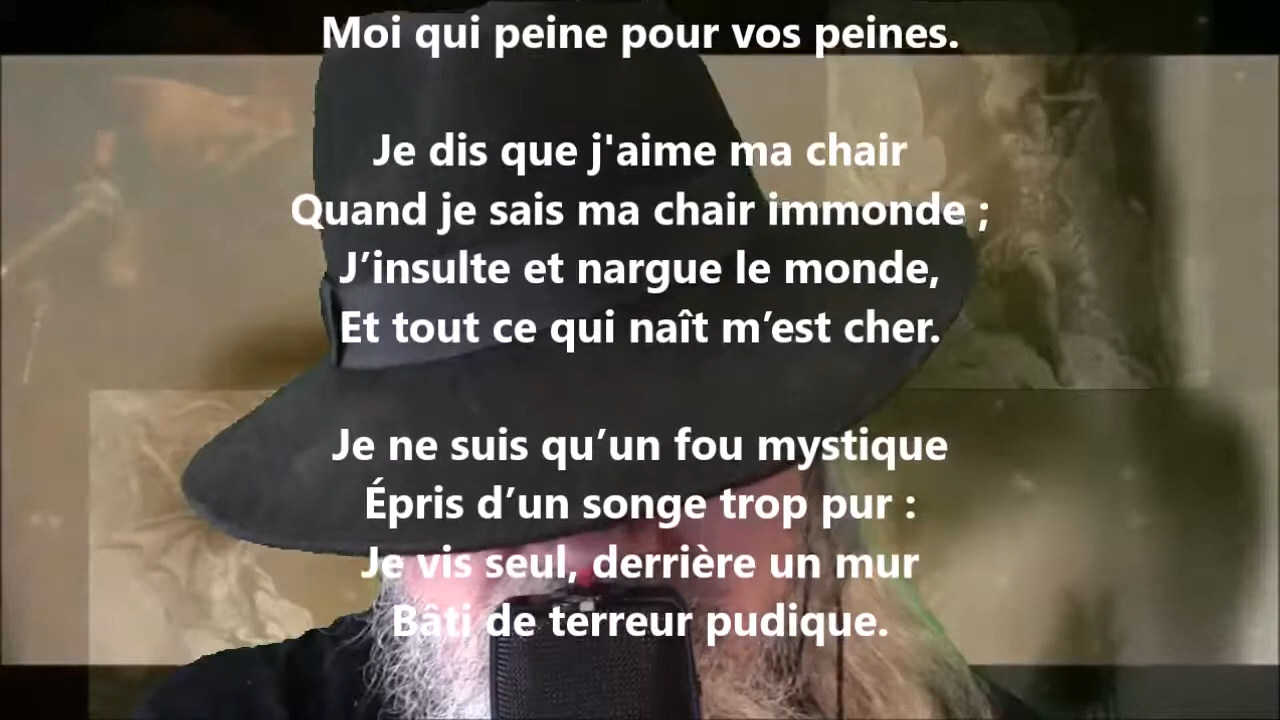 Moi qui peine pour vos peines.
Je dis que j'aime ma chair
Quand je sais ma chair immonde ;
J’insulte et nargue le monde,
Et tout ce qui naît m’est cher.
Je ne suis qu’un fou mystique
Épris d’un songe trop pur :
Je vis seul, derrière un mur
Bâti de terreur pudique.